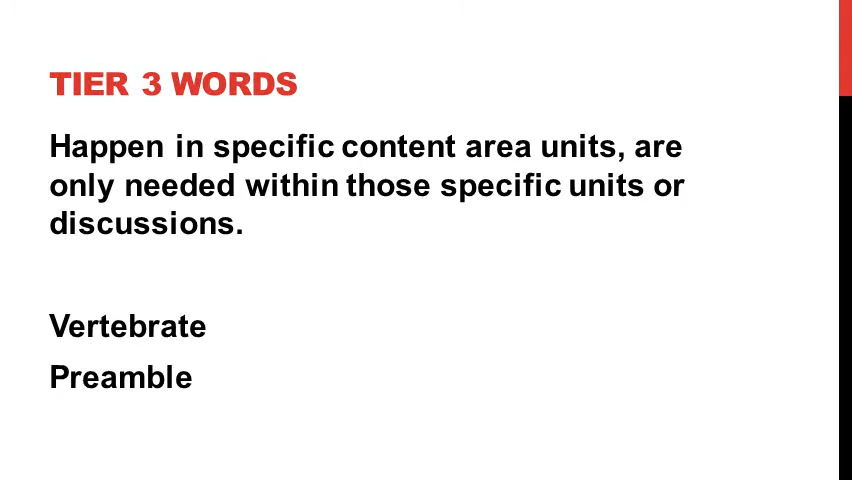 TIER 3 WORDS
Happen in specific content area units, are
only needed within those specific units or
discussions.
Vertebrate
Preamble